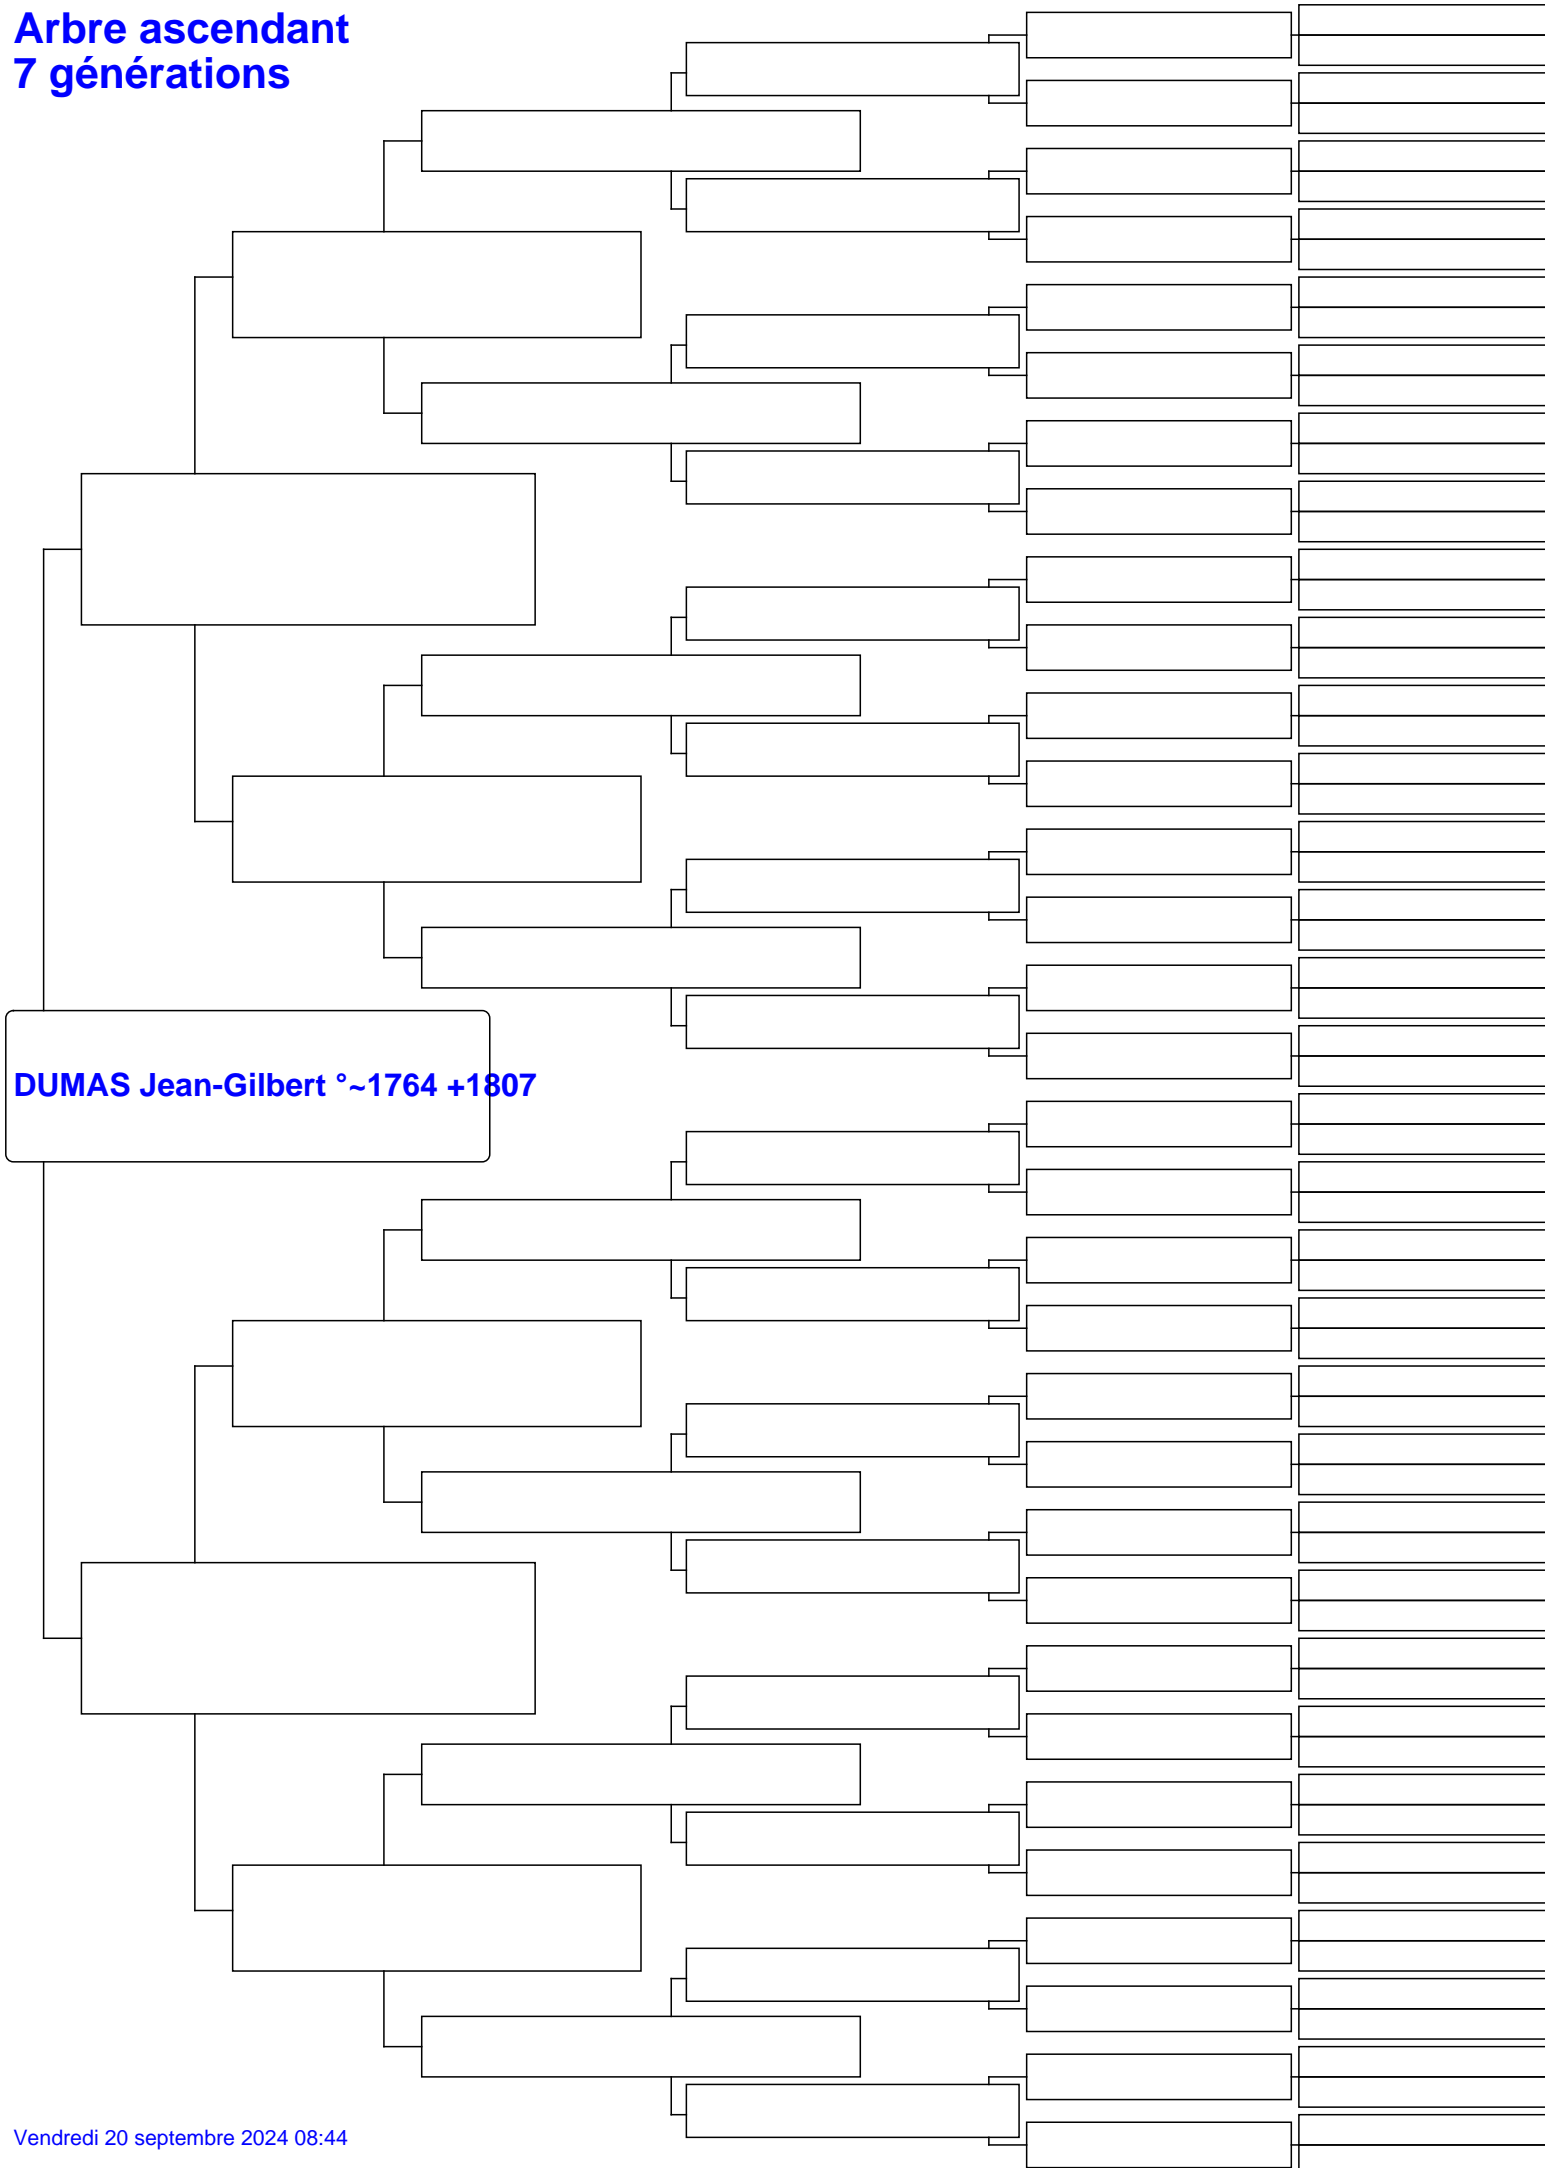 Arbre ascendant
7 générations
DUMAS Jean-Gilbert °~1764 +1807
Vendredi 20 septembre 2024 08:44